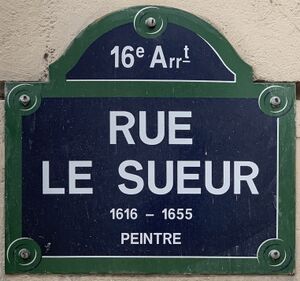 16e Arrt
RUE
LE SUEUR
1616 – 1655
PEINTRE